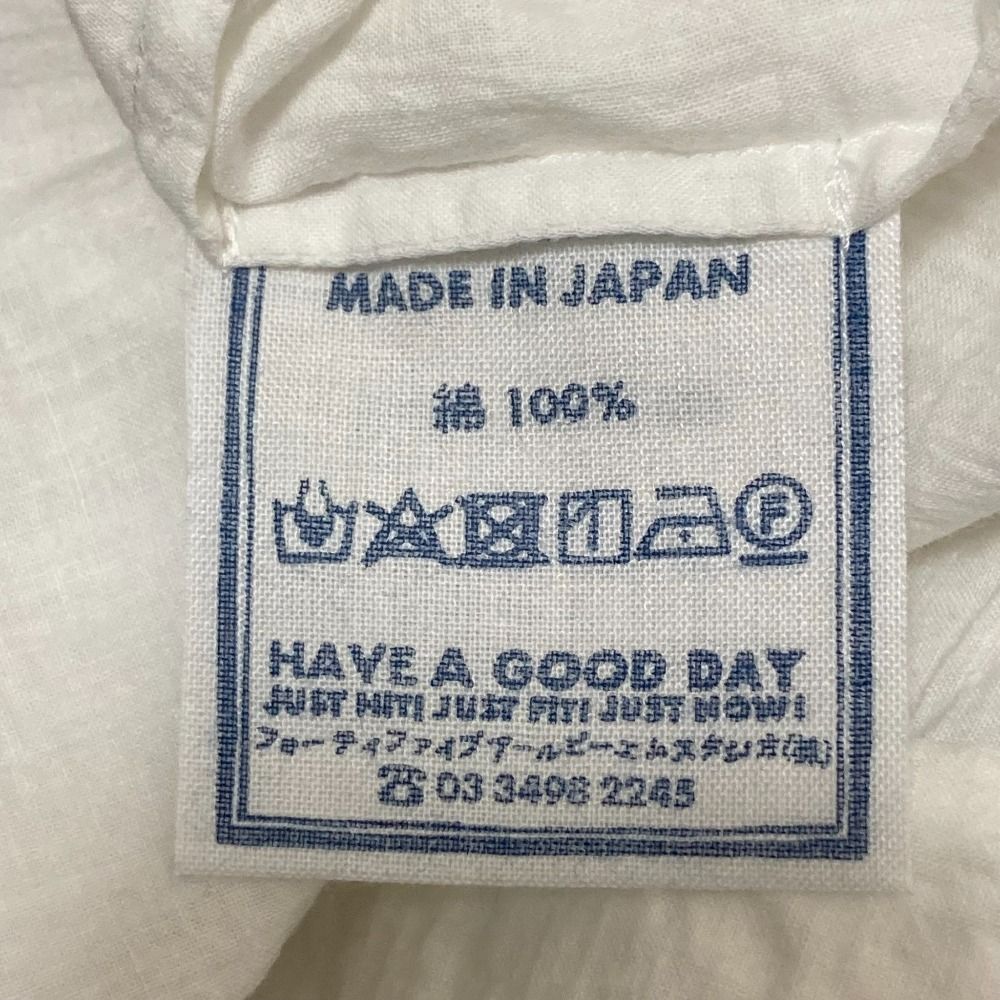 MADE IN JAPAN
綿 100%
F
HAVE A GOOD DAY
JUST HIT! JUST FIT! JUST NOW!
フォーティファイブアールピーエムスタジオ(株)
☎ 03 3498 2245